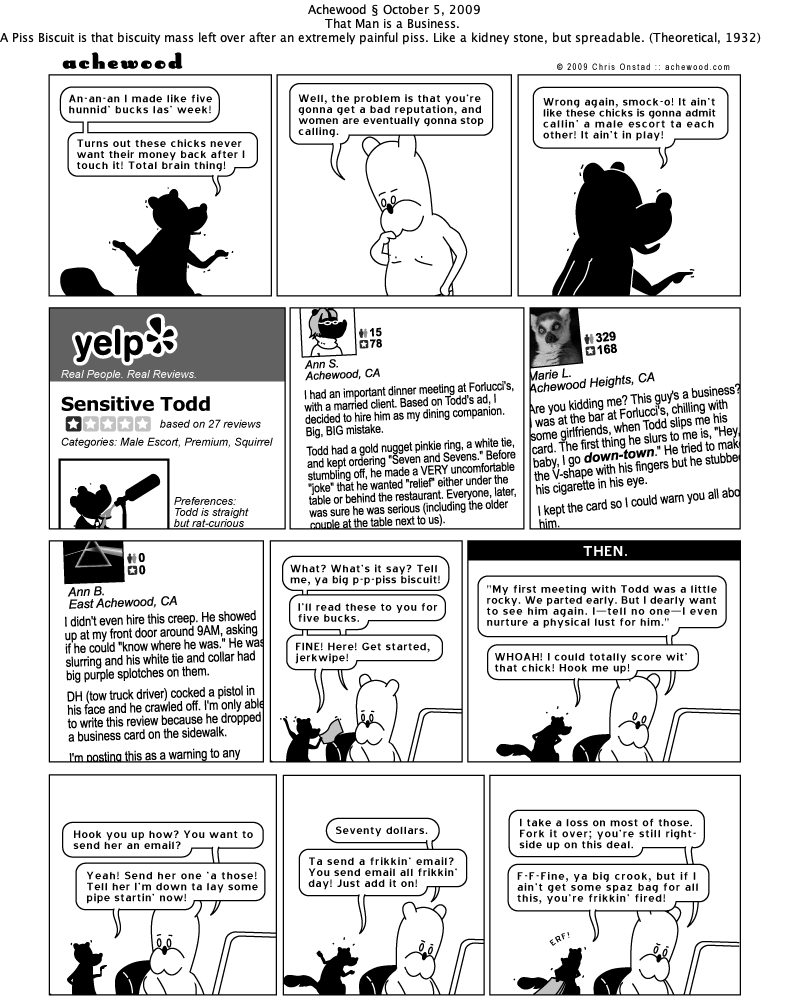 Achewood § October 5, 2009
That Man is a Business.
A Piss Biscuit is that biscuity mass left over after an extremely painful piss. Like a kidney stone, but spreadable. (Theoretical, 1932)
achewood
© 2009 Chris Onstad :: achewood.com
An-an-an I made like five
hunnid' bucks las' week!
Turns out these chicks never
want their money back after I
touch it! Total brain thing!
Well, the problem is that you're
gonna get a bad reputation, and
women are eventually gonna stop
calling.
Wrong again, smock-o! It ain't
like these chicks is gonna admit
callin' a male escort ta each
other! It ain't in play!
yelp
Real People. Real Reviews.
Sensitive Todd
based on 27 reviews
Categories: Male Escort, Premium, Squirrel
Preferences:
Todd is straight
but rat-curious
15
78
Ann S.
Achewood, CA
I had an important dinner meeting at Forlucci's,
with a married client. Based on Todd's ad, I
decided to hire him as my dining companion.
Big, BIG mistake.
Todd had a gold nugget pinkie ring, a white tie,
and kept ordering "Seven and Sevens." Before
stumbling off, he made a VERY uncomfortable
"joke" that he wanted "relief" either under the
table or behind the restaurant. Everyone, later,
was sure he was serious (including the older
couple at the table next to us).
329
168
Marie L.
Achewood Heights, CA
Are you kidding me? This guy's a business?
I was at the bar at Forlucci's, chilling with
some girlfriends, when Todd slips me his
card. The first thing he slurs to me is, "Hey,
baby, I go down-town." He tried to make
the V-shape with his fingers but he stubbe
his cigarette in his eye.
I kept the card so I could warn you all abo
him.
0
0
Ann B.
East Achewood, CA
I didn't even hire this creep. He showed
up at my front door around 9AM, asking
if he could "know where he was." He was
slurring and his white tie and collar had
big purple splotches on them.
DH (tow truck driver) cocked a pistol in
his face and he crawled off. I'm only able
to write this review because he dropped
a business card on the sidewalk.
I'm posting this as a warning to any
What? What's it say? Tell
me, ya big p-p-piss biscuit!
I'll read these to you for
five bucks.
FINE! Here! Get started,
jerkwipe!
THEN.
"My first meeting with Todd was a little
rocky. We parted early. But I dearly want
to see him again. I—tell no one—I even
nurture a physical lust for him."
WHOAH! I could totally score wit'
that chick! Hook me up!
Hook you up how? You want to
send her an email?
Yeah! Send her one 'a those!
Tell her I'm down ta lay some
pipe startin' now!
Seventy dollars.
Ta send a frikkin' email?
You send email all frikkin'
day! Just add it on!
I take a loss on most of those.
Fork it over; you're still right-
side up on this deal.
F-F-Fine, ya big crook, but if I
ain't get some spaz bag for all
this, you're frikkin' fired!
ERF!